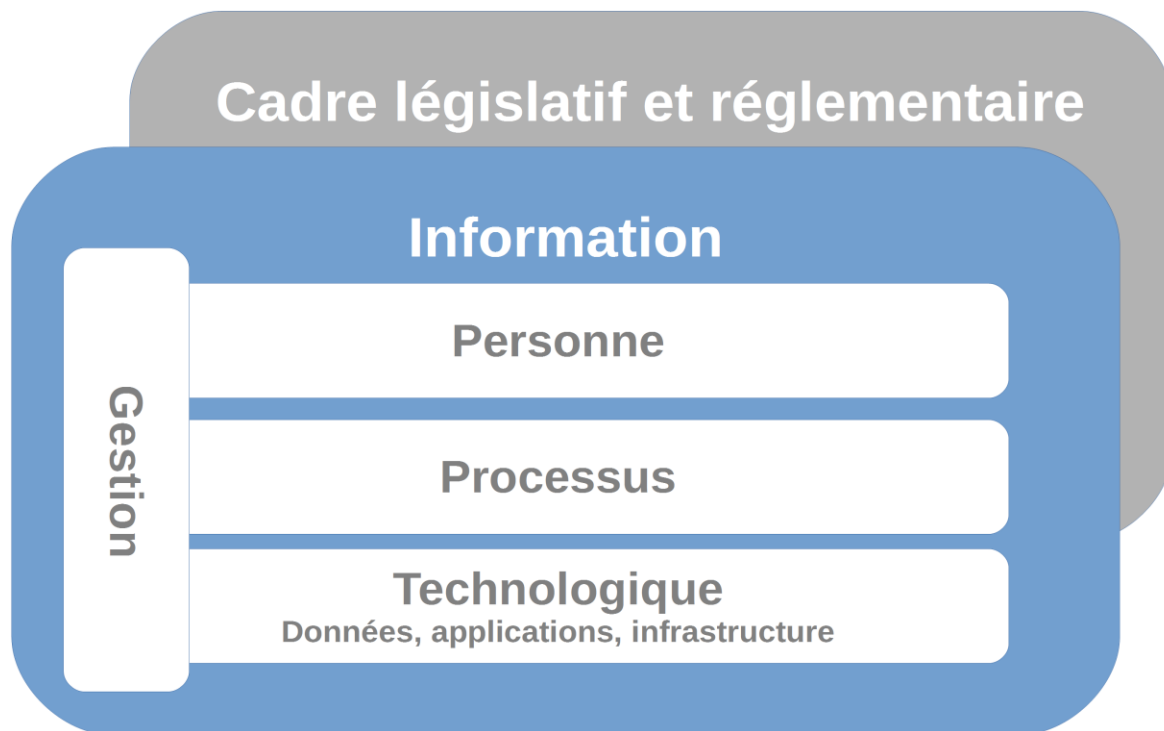 Cadre législatif et réglementaire
Information
Gestion
Personne
Processus
Technologique
Données, applications, infrastructure